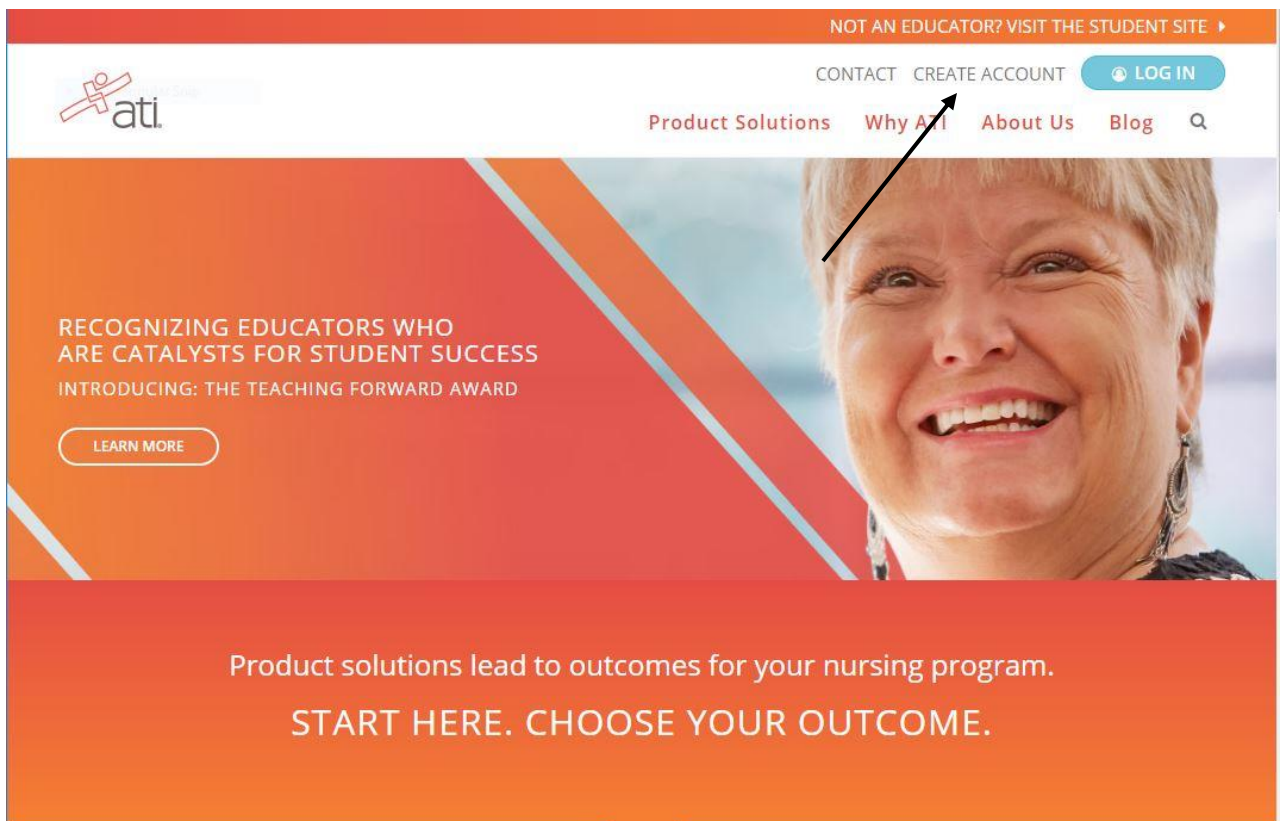 NOT AN EDUCATOR? VISIT THE STUDENT SITE
CONTACT CREATE ACCOUNT LOG IN
ati
Product Solutions Why ATI About Us Blog
RECOGNIZING EDUCATORS WHO
ARE CATALYSTS FOR STUDENT SUCCESS
INTRODUCING: THE TEACHING FORWARD AWARD
LEARN MORE
Product solutions lead to outcomes for your nursing program.
START HERE. CHOOSE YOUR OUTCOME.